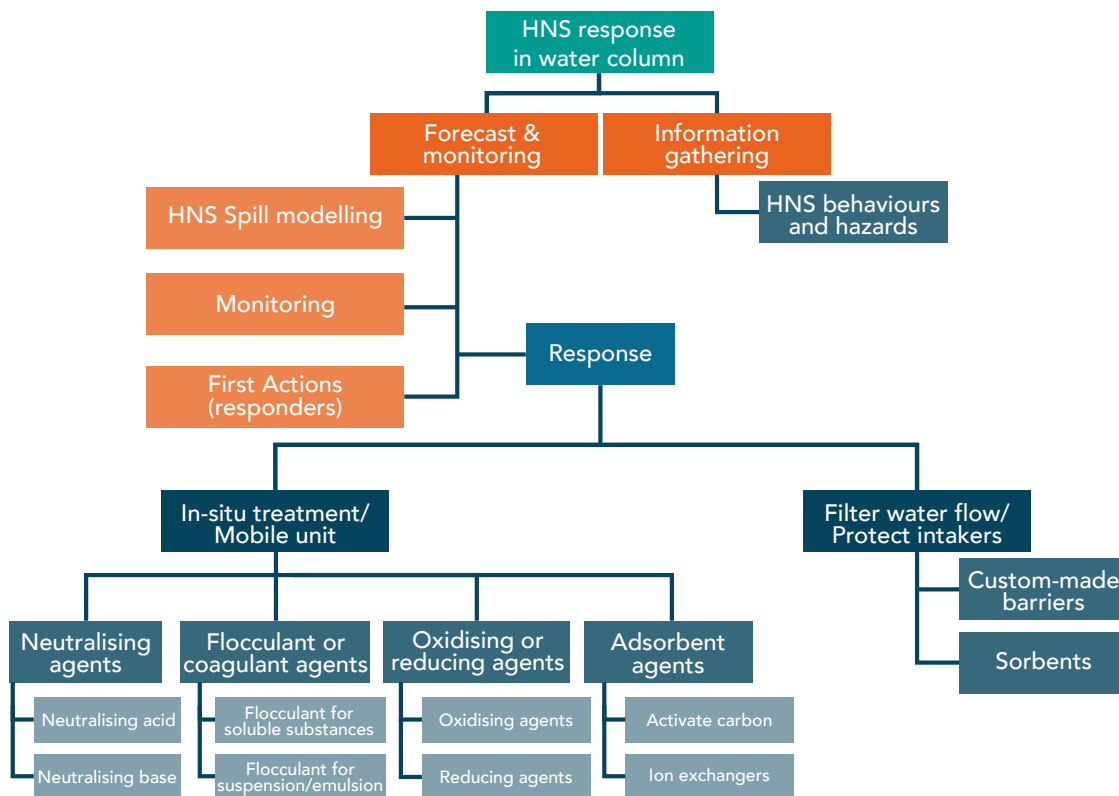 HNS response
in water column
Forecast &
monitoring
Information
gathering
HNS Spill modelling
HNS behaviours
and hazards
Monitoring
Response
First Actions
(responders)
In-situ treatment/
Mobile unit
Filter water flow/
Protect intakers
Custom-made
barriers
Sorbents
Neutralising
agents
Flocculant or
coagulant agents
Oxidising or
reducing agents
Adsorbent
agents
Neutralising acid
Flocculant for
soluble substances
Oxidising agents
Activate carbon
Neutralising base
Flocculant for
suspension/emulsion
Reducing agents
Ion exchangers